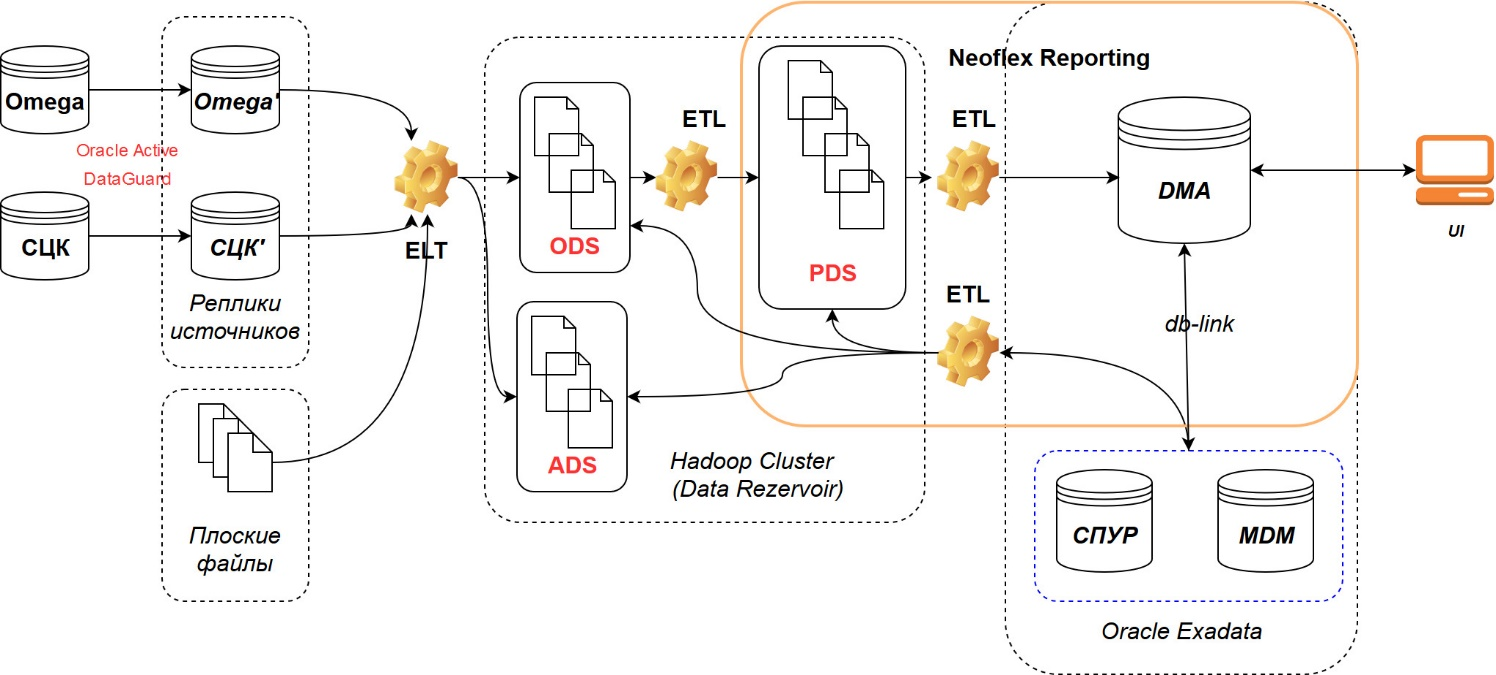 Omega
Omega'
Oracle Active
DataGuard
СЦК
СЦК'
Реплики
источников
ELT
Плоские
файлы
ODS
ADS
ETL
PDS
Hadoop Cluster
(Data Rezervoir)
Neoflex Reporting
ETL
ETL
DMA
UI
db-link
СПУР
MDM
Oracle Exadata